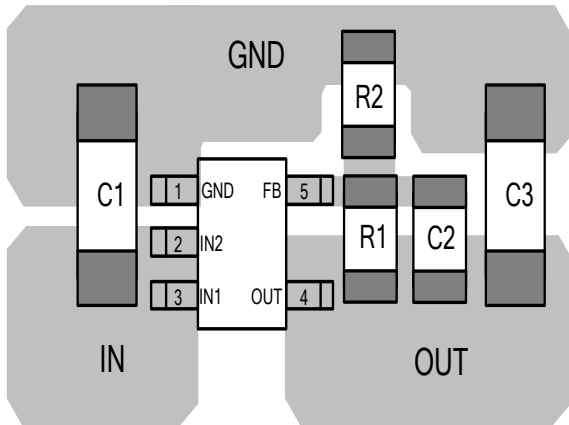 GND
R2
C1
1 GND FB 5
R1 C2
C3
2 IN2
3 IN1 OUT 4
IN
OUT